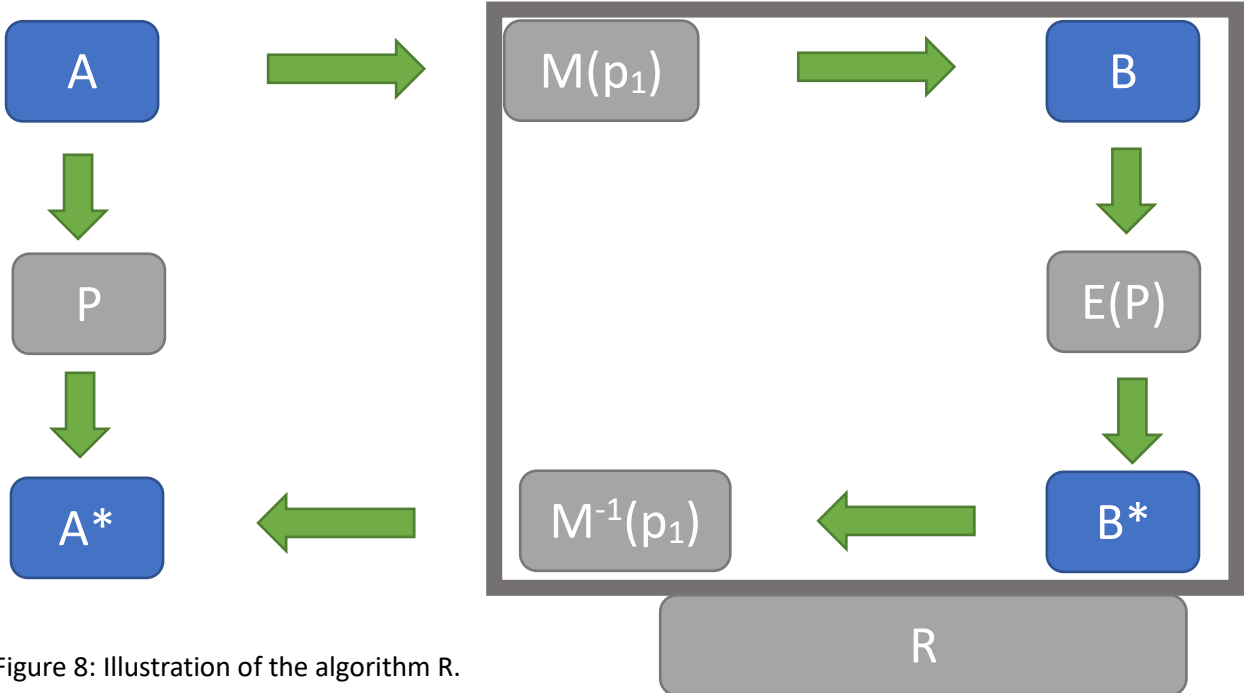 A
M(p₁)
B
P
E(P)
A*
M⁻¹(p₁)
B*
R
Figure 8: Illustration of the algorithm R.